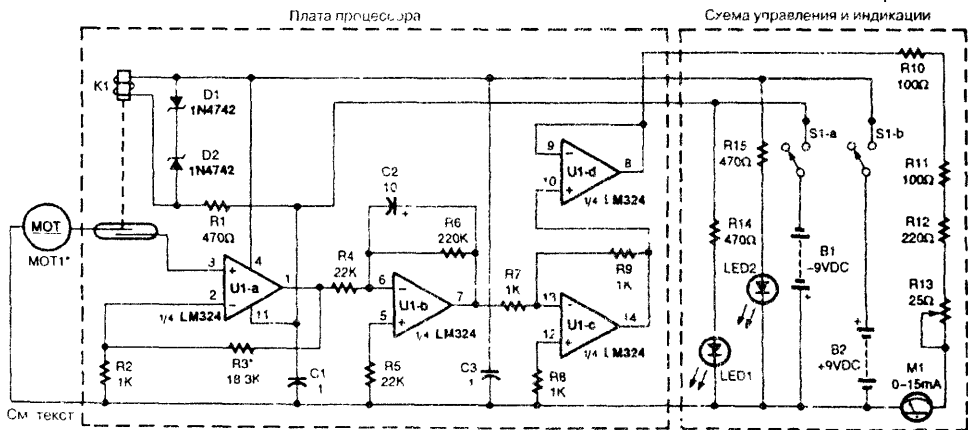 Плата процессора
Схема управления и индикации
K1
D1
1N4742
D2
1N4742
R1
470Ω
MOT
MOT1*
См. текст
3
+
2
−
4
1
11
U1-a
1/4 LM324
R2
1K
R3*
18.3K
C1
1
R4
22K
C2
10
+
R6
220K
6
−
5
+
7
U1-b
1/4 LM324
R5
22K
C3
1
R7
1K
9
−
10
+
8
U1-d
1/4 LM324
R9
1K
13
−
12
+
14
U1-c
1/4 LM324
R8
1K
R10
100Ω
R15
470Ω
S1-a
S1-b
R11
100Ω
R14
470Ω
R12
220Ω
LED2
B1
−9VDC
+
R13
25Ω
LED1
B2
+9VDC
+
M1
0–15mA